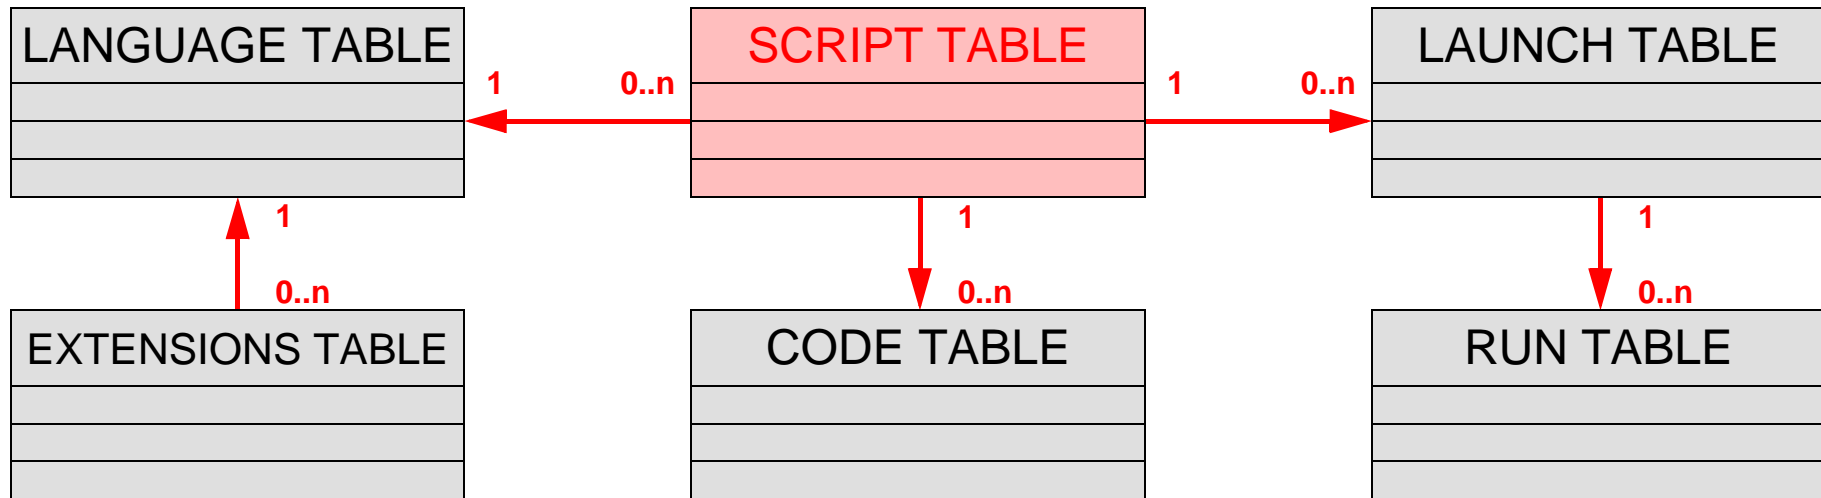 LANGUAGE TABLE
SCRIPT TABLE
LAUNCH TABLE
1
0..n
1
0..n
1
0..n
1
0..n
1
0..n
EXTENSIONS TABLE
CODE TABLE
RUN TABLE